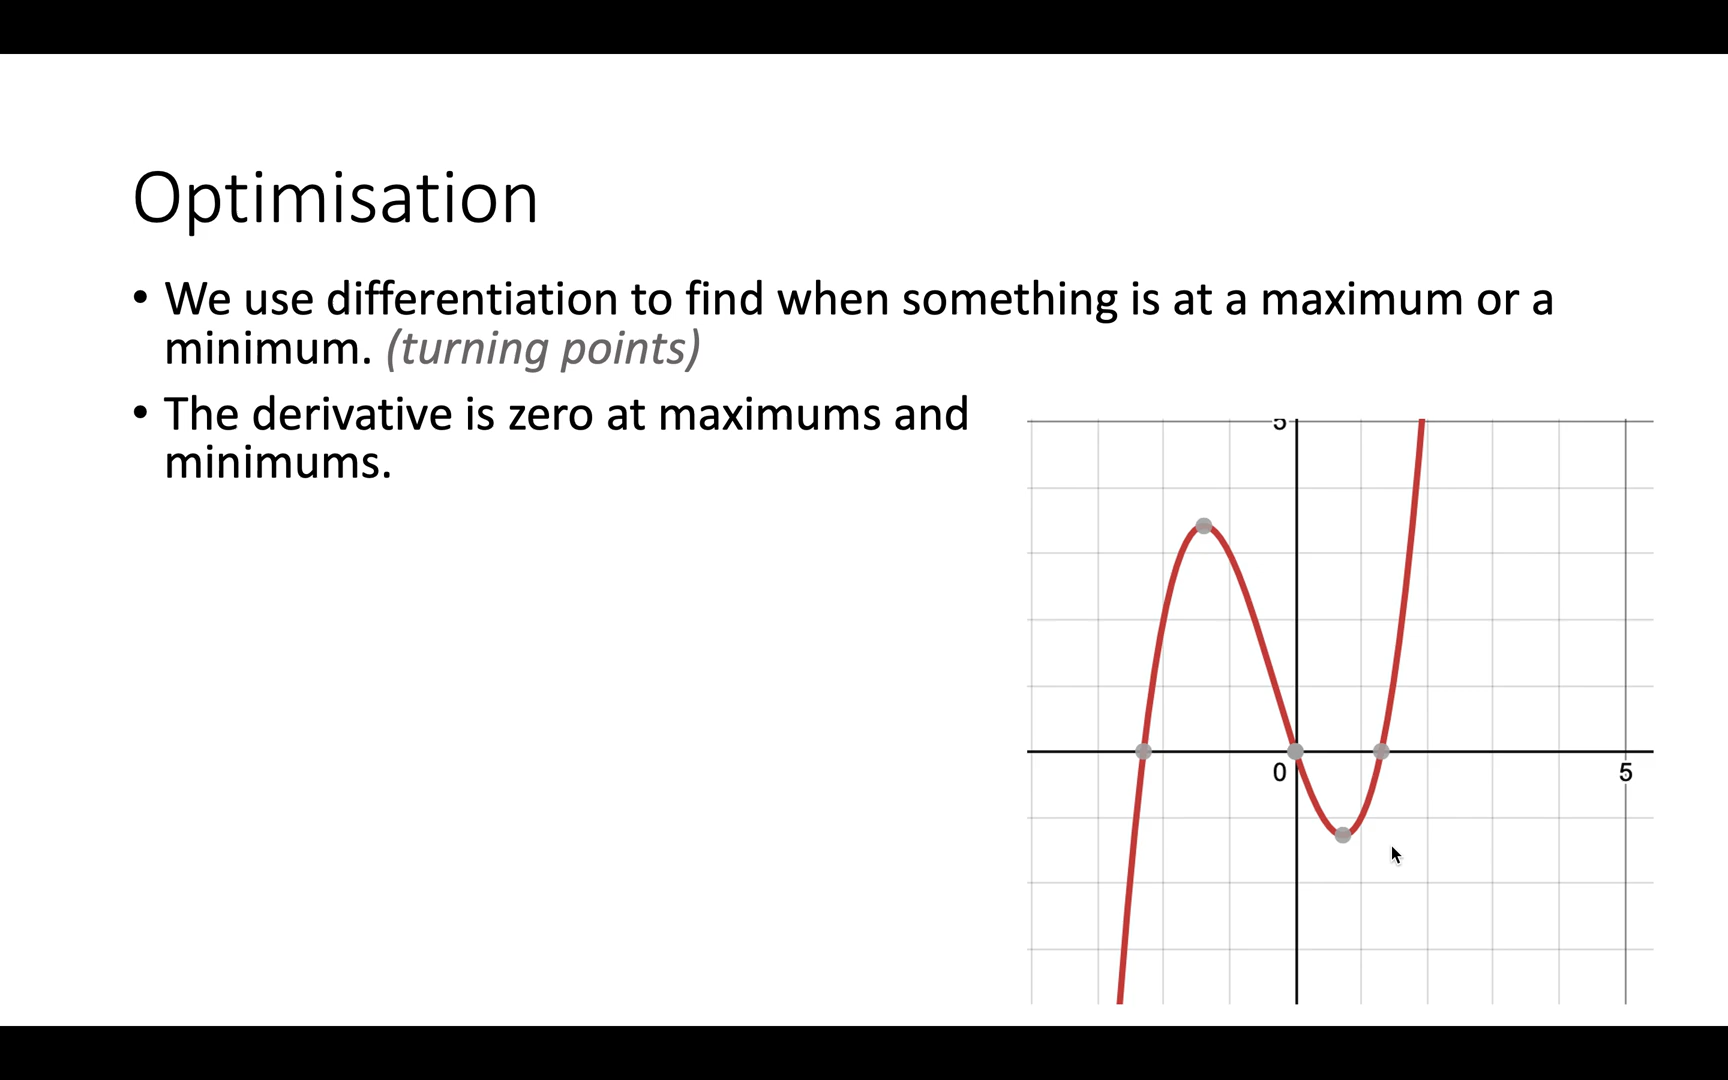 Optimisation
• We use differentiation to find when something is at a maximum or a
minimum. (turning points)
• The derivative is zero at maximums and
minimums.
5
0
5